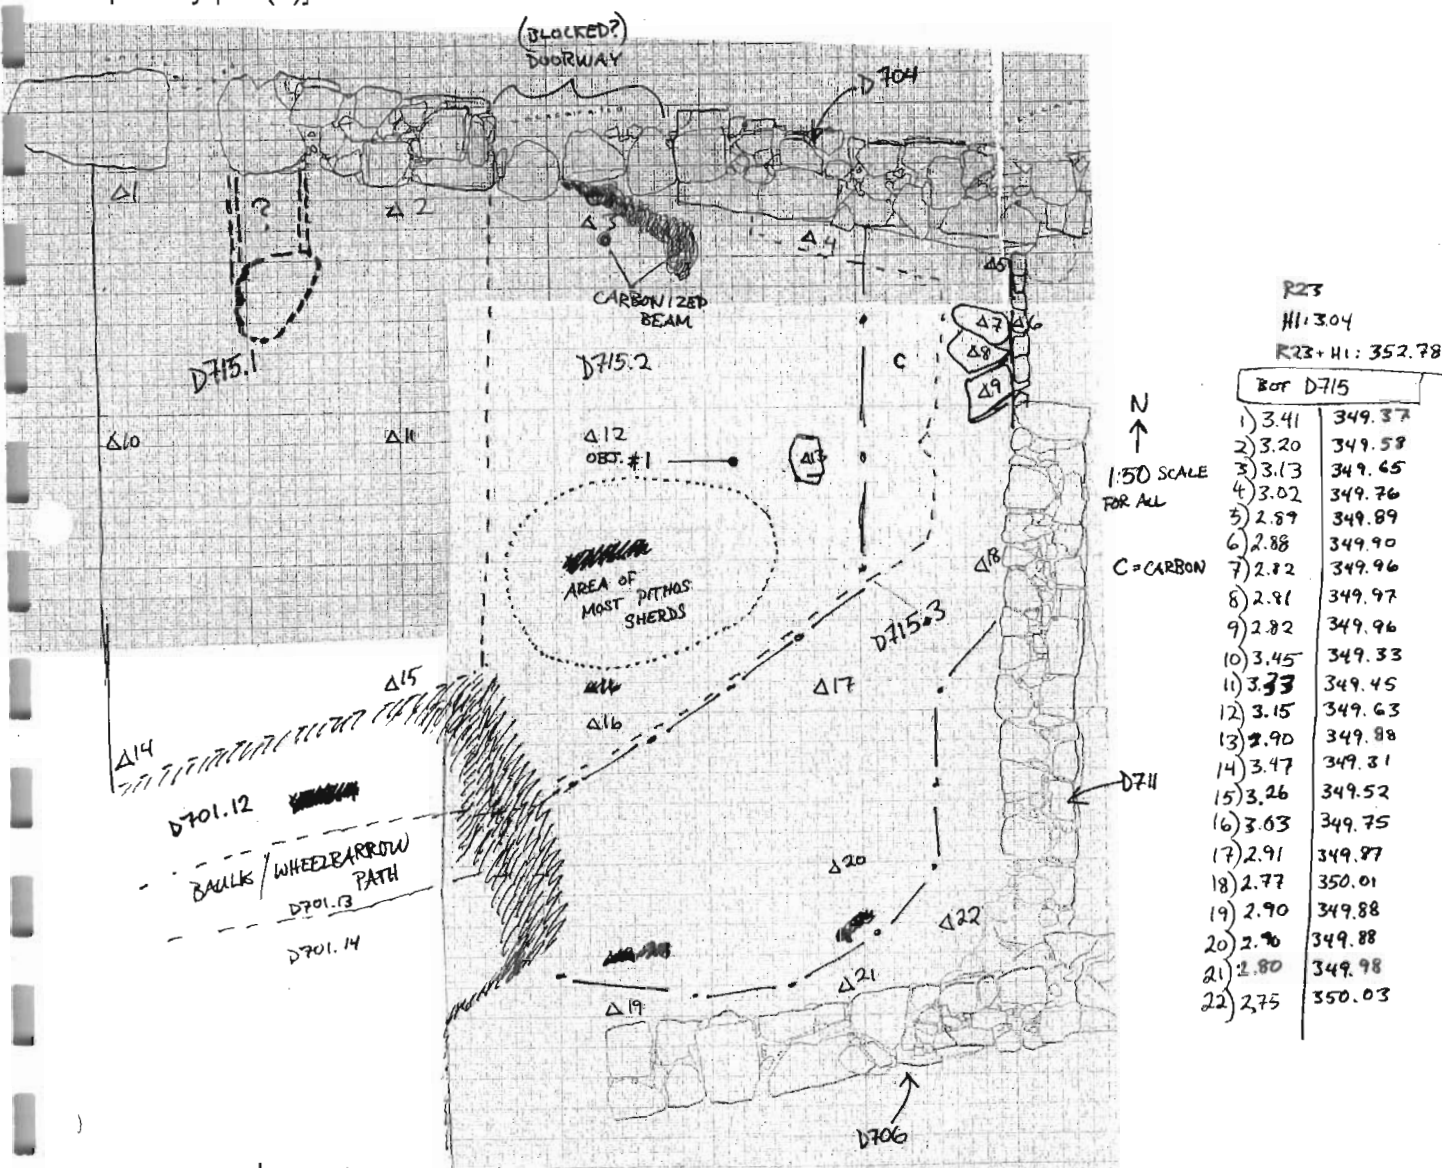 (BLOCKED?)
DOORWAY
D704
Δ1
?
Δ2
Δ3
Δ4
Δ5
CARBONIZED
BEAM
Δ7
Δ6
Δ8
Δ9
C
D715.1
D715.2
Δ10
Δ11
Δ12
OBJ. #1
Δ13
AREA OF
MOST PITHOS
SHERDS
Δ18
D715.3
Δ15
Δ16
Δ17
Δ14
D701.12
BAULK/WHEELBARROW
PATH
D701.13
D701.14
D711
Δ20
Δ22
Δ21
Δ19
D706
N
1:50 SCALE
FOR ALL
C=CARBON
R23
HI: 3.04
R23+HI: 352.78
BOT D715
1) 3.41 349.37
2) 3.20 349.58
3) 3.13 349.65
4) 3.02 349.76
5) 2.89 349.89
6) 2.88 349.90
7) 2.82 349.96
8) 2.81 349.97
9) 2.82 349.96
10) 3.45 349.33
11) 3.33 349.45
12) 3.15 349.63
13) 2.90 349.88
14) 3.47 349.31
15) 3.26 349.52
16) 3.03 349.75
17) 2.91 349.87
18) 2.77 350.01
19) 2.90 349.88
20) 2.90 349.88
21) 2.80 349.98
22) 2.75 350.03